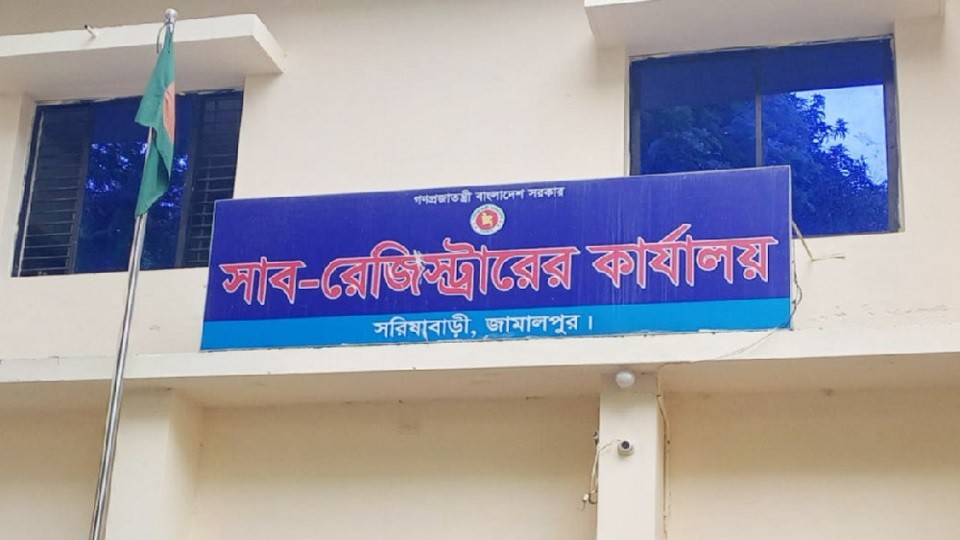 গণপ্রজাতন্ত্রী বাংলাদেশ সরকার
সাব-রেজিস্ট্রারের কার্যালয়
সরিষাবাড়ী, জামালপুর।